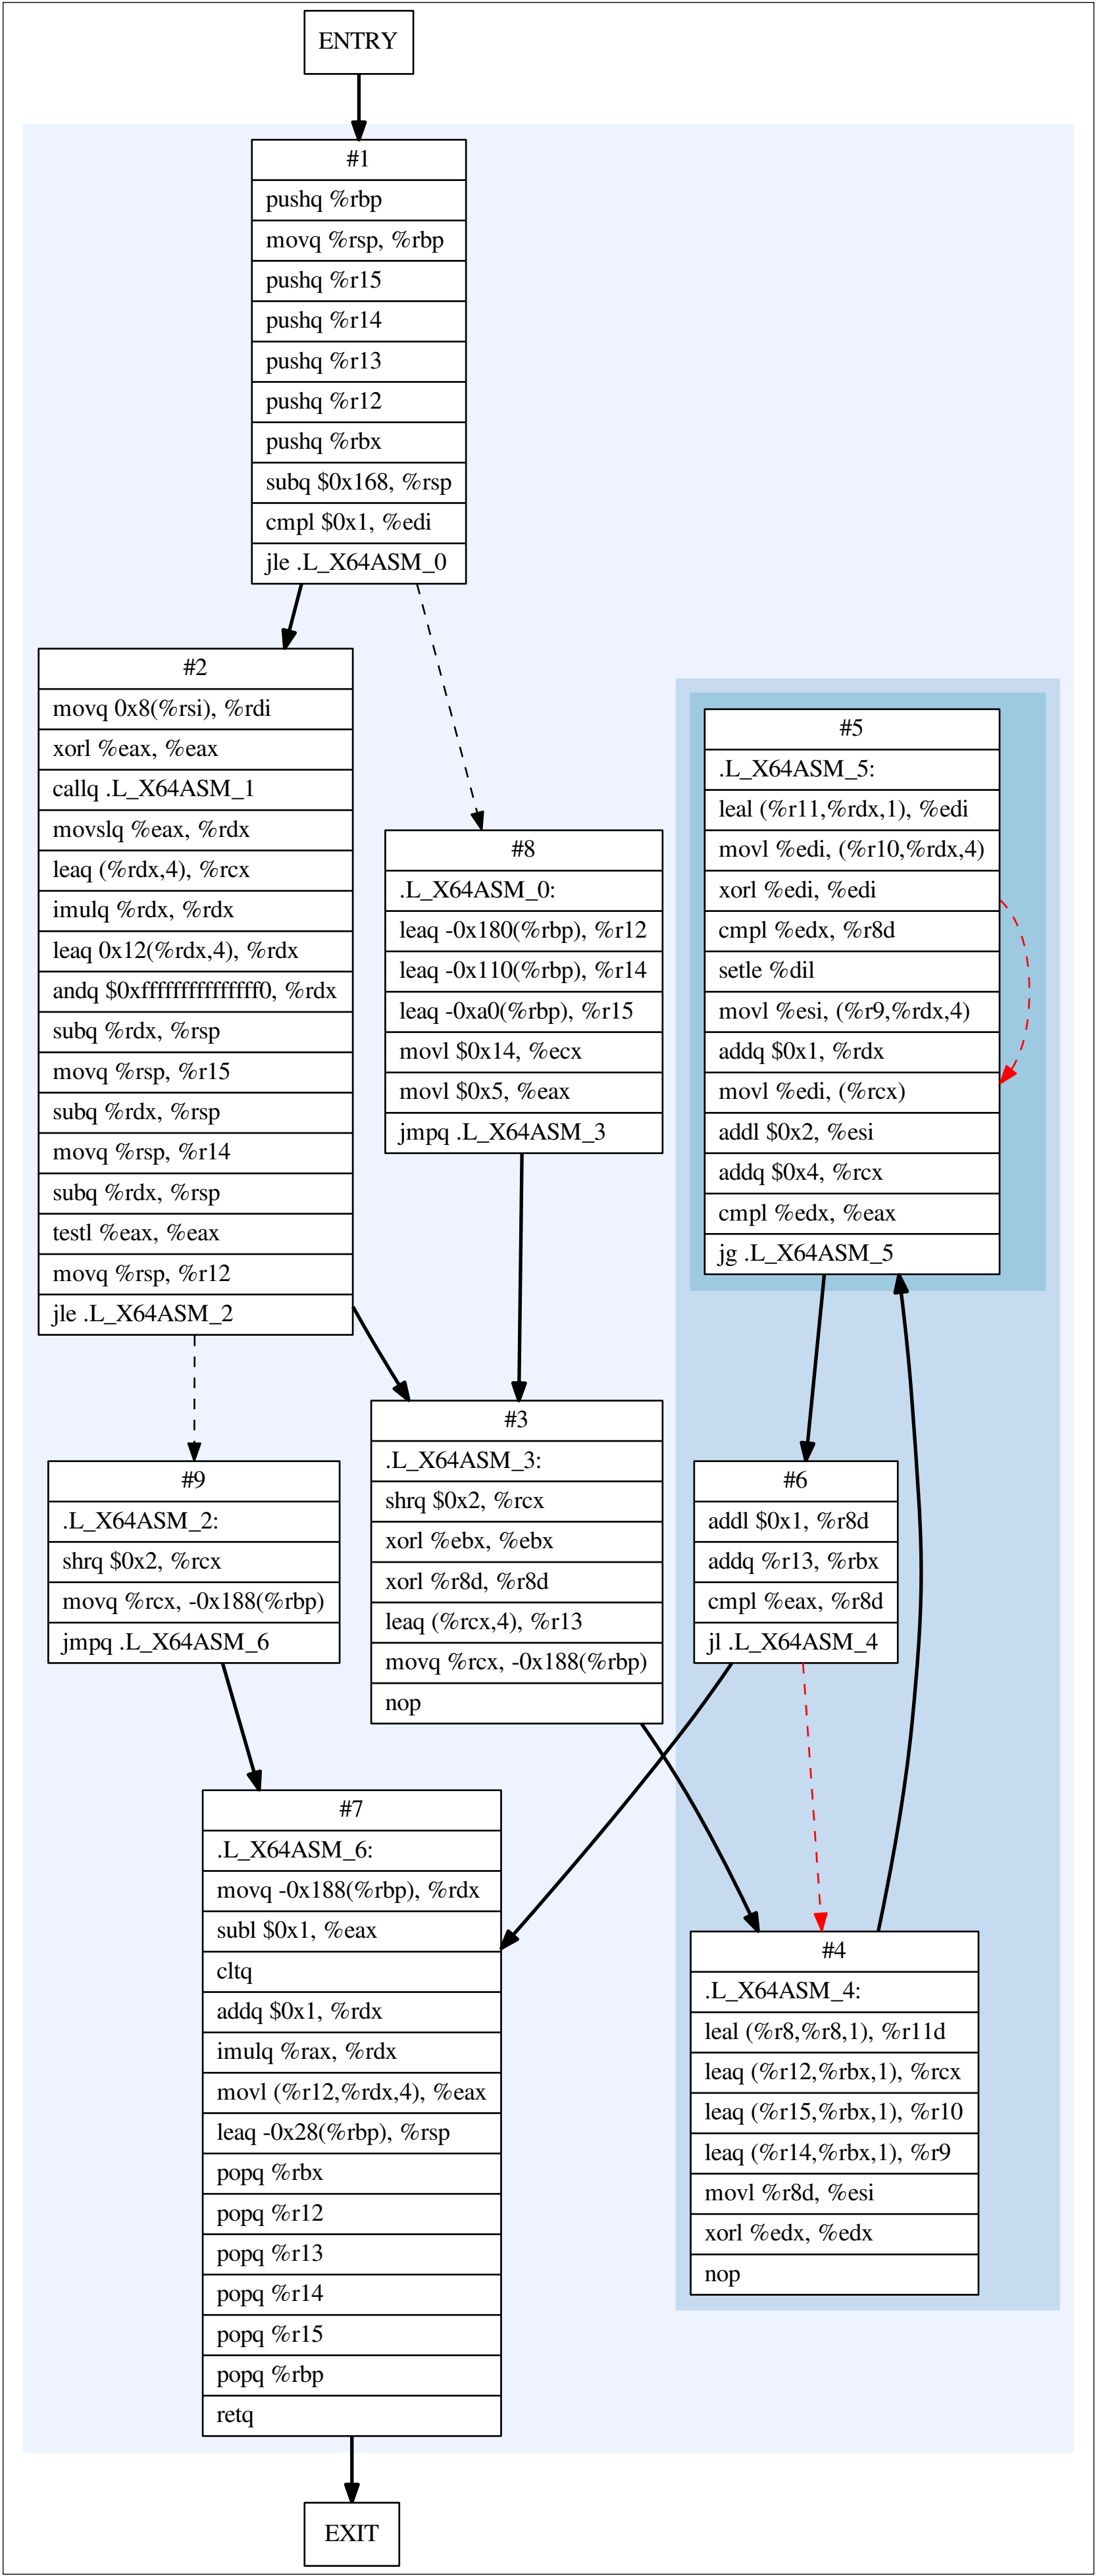 ENTRY
#1
pushq %rbp
movq %rsp, %rbp
pushq %r15
pushq %r14
pushq %r13
pushq %r12
pushq %rbx
subq $0x168, %rsp
cmpl $0x1, %edi
jle .L_X64ASM_0
#2
movq 0x8(%rsi), %rdi
xorl %eax, %eax
callq .L_X64ASM_1
movslq %eax, %rdx
leaq (%rdx,4), %rcx
imulq %rdx, %rdx
leaq 0x12(%rdx,4), %rdx
andq $0xfffffffffffffff0, %rdx
subq %rdx, %rsp
movq %rsp, %r15
subq %rdx, %rsp
movq %rsp, %r14
subq %rdx, %rsp
testl %eax, %eax
movq %rsp, %r12
jle .L_X64ASM_2
#8
.L_X64ASM_0:
leaq -0x180(%rbp), %r12
leaq -0x110(%rbp), %r14
leaq -0xa0(%rbp), %r15
movl $0x14, %ecx
movl $0x5, %eax
jmpq .L_X64ASM_3
#5
.L_X64ASM_5:
leal (%r11,%rdx,1), %edi
movl %edi, (%r10,%rdx,4)
xorl %edi, %edi
cmpl %edx, %r8d
setle %dil
movl %esi, (%r9,%rdx,4)
addq $0x1, %rdx
movl %edi, (%rcx)
addl $0x2, %esi
addq $0x4, %rcx
cmpl %edx, %eax
jg .L_X64ASM_5
#9
.L_X64ASM_2:
shrq $0x2, %rcx
movq %rcx, -0x188(%rbp)
jmpq .L_X64ASM_6
#3
.L_X64ASM_3:
shrq $0x2, %rcx
xorl %ebx, %ebx
xorl %r8d, %r8d
leaq (%rcx,4), %r13
movq %rcx, -0x188(%rbp)
nop
#6
addl $0x1, %r8d
addq %r13, %rbx
cmpl %eax, %r8d
jl .L_X64ASM_4
#7
.L_X64ASM_6:
movq -0x188(%rbp), %rdx
subl $0x1, %eax
cltq
addq $0x1, %rdx
imulq %rax, %rdx
movl (%r12,%rdx,4), %eax
leaq -0x28(%rbp), %rsp
popq %rbx
popq %r12
popq %r13
popq %r14
popq %r15
popq %rbp
retq
#4
.L_X64ASM_4:
leal (%r8,%r8,1), %r11d
leaq (%r12,%rbx,1), %rcx
leaq (%r15,%rbx,1), %r10
leaq (%r14,%rbx,1), %r9
movl %r8d, %esi
xorl %edx, %edx
nop
EXIT